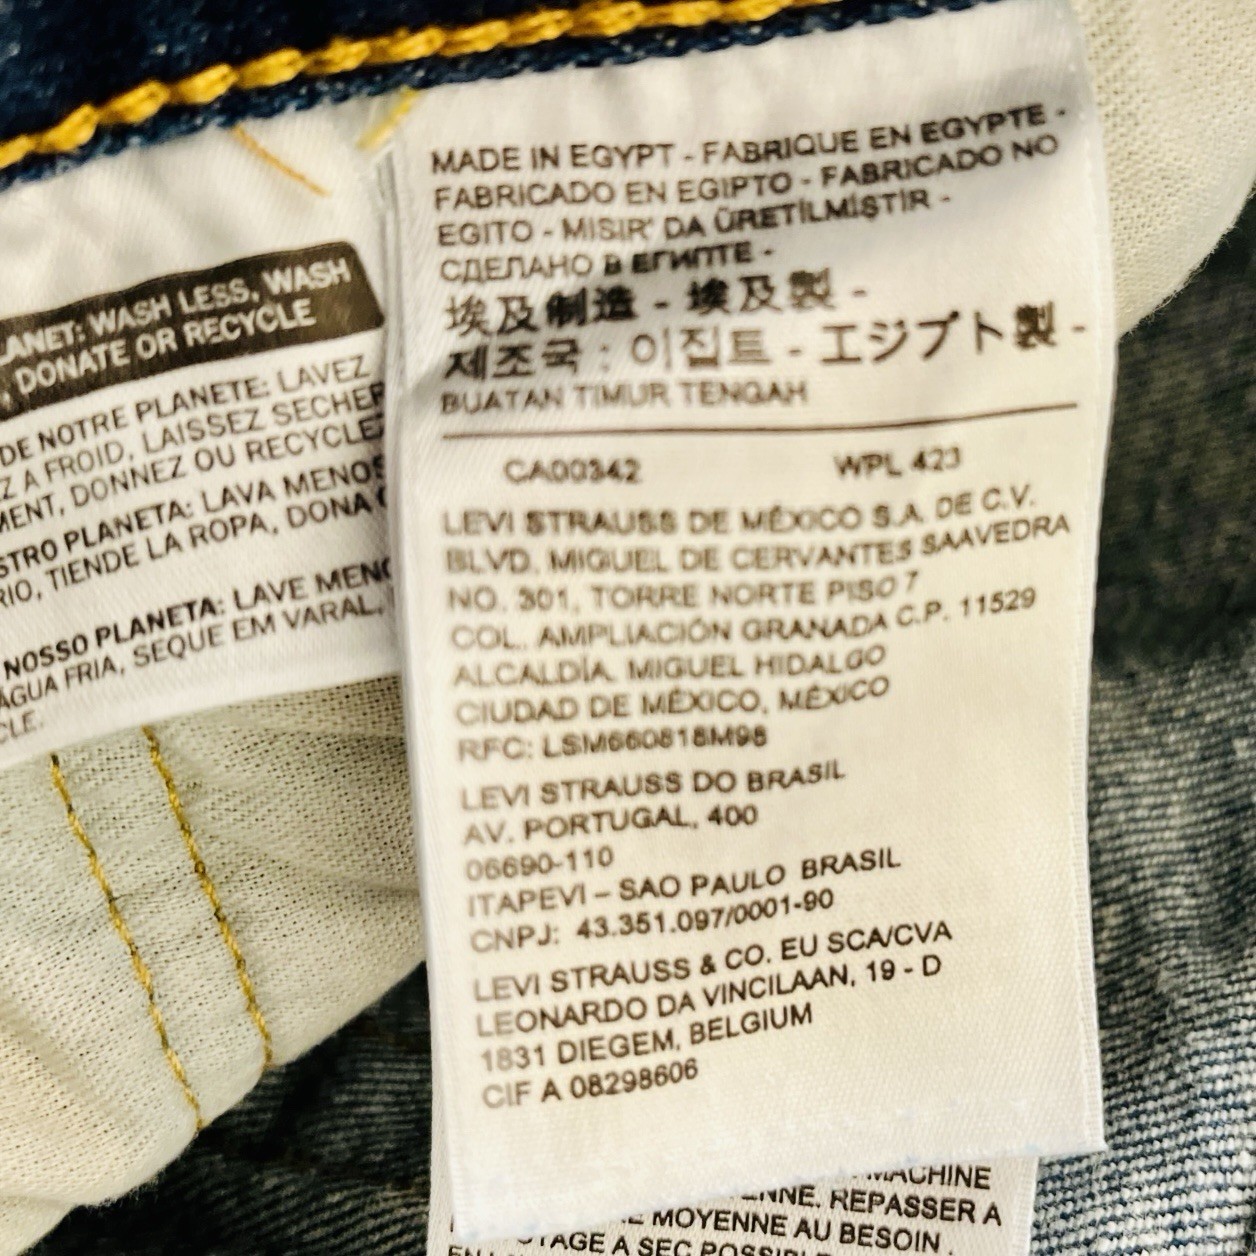 MADE IN EGYPT - FABRIQUE EN EGYPTE -
FABRICADO EN EGIPTO - FABRICADO NO
EGITO - MISIR' DA ÜRETİLMİŞTİR -
СДЕЛАНО В ЕГИПТЕ -
埃及制造 - 埃及製 -
제조국 : 이집트 - エジプト製 -
BUATAN TIMUR TENGAH
CA00342 WPL 423
LEVI STRAUSS DE MÉXICO S.A. DE C.V.
BLVD. MIGUEL DE CERVANTES SAAVEDRA
NO. 301, TORRE NORTE PISO 7
COL. AMPLIACIÓN GRANADA C.P. 11529
ALCALDÍA. MIGUEL HIDALGO
CIUDAD DE MÉXICO, MÉXICO
RFC: LSM660818M98
LEVI STRAUSS DO BRASIL
AV. PORTUGAL, 400
06690-110
ITAPEVI – SAO PAULO BRASIL
CNPJ: 43.351.097/0001-90
LEVI STRAUSS & CO. EU SCA/CVA
LEONARDO DA VINCILAAN, 19 - D
1831 DIEGEM, BELGIUM
CIF A 08298606
LANET: WASH LESS, WASH
, DONATE OR RECYCLE
DE NOTRE PLANETE: LAVEZ
Z A FROID, LAISSEZ SECHER
MENT, DONNEZ OU RECYCLEZ
STRO PLANETA: LAVA MENOS
RIO, TIENDE LA ROPA, DONA
NOSSO PLANETA: LAVE MENO
ÁGUA FRIA, SEQUE EM VARAL,
CLE.
MACHINE
ENNE. REPASSER A
MOYENNE AU BESOIN
A SEC